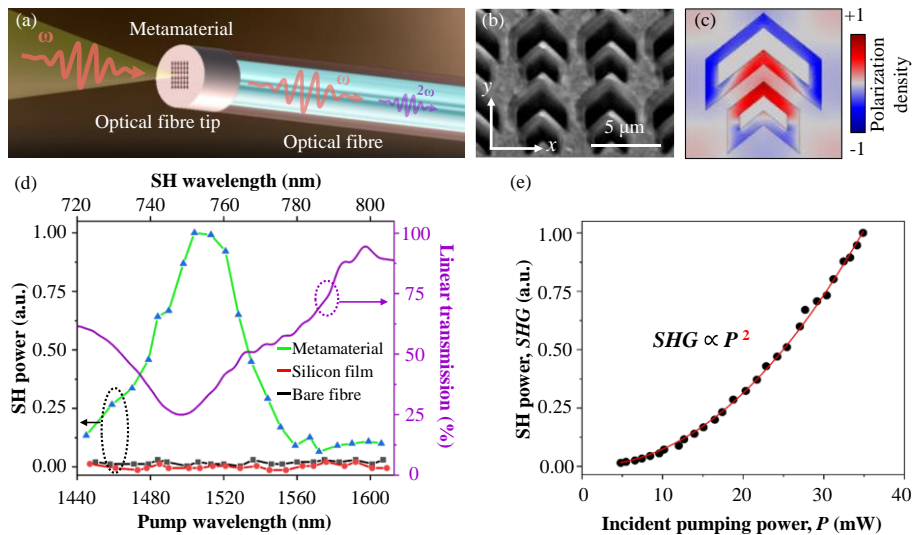 (a)
Metamaterial
ω
ω
2ω
Optical fibre tip
Optical fibre
(b)
y
x
5 μm
(c)
+1
-1
Polarization
density
(d)
SH wavelength (nm)
720 740 760 780 800
1.00
0.75
0.50
0.25
0.00
SH power (a.u.)
100
75
50
25
0
Linear transmission (%)
Metamaterial
Silicon film
Bare fibre
1440 1480 1520 1560 1600
Pump wavelength (nm)
(e)
1.00
0.75
0.50
0.25
0.00
SH power, SHG (a.u.)
SHG ∝ P²
0 10 20 30 40
Incident pumping power, P (mW)